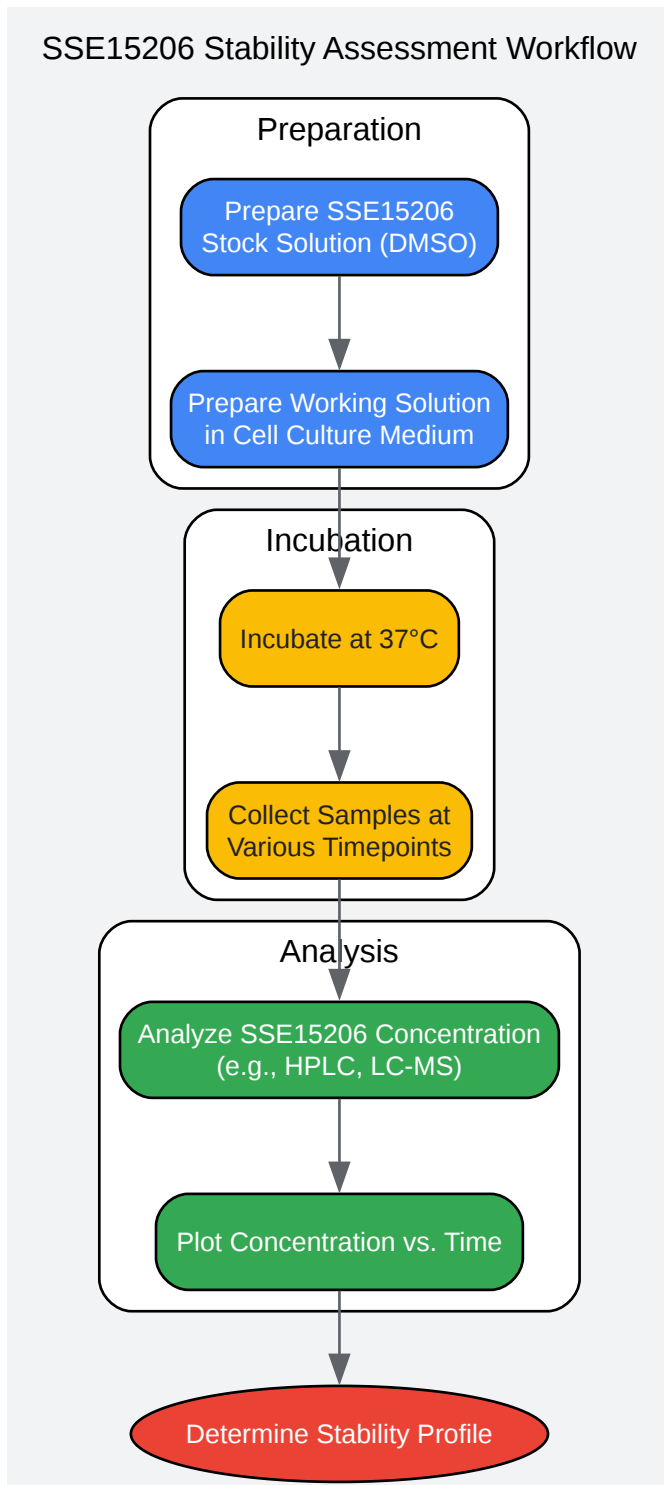 SSE15206 Stability Assessment Workflow
Preparation
Prepare SSE15206
Stock Solution (DMSO)
Prepare Working Solution
in Cell Culture Medium
Incubation
Incubate at 37°C
Collect Samples at
Various Timepoints
Analysis
Analyze SSE15206 Concentration
(e.g., HPLC, LC-MS)
Plot Concentration vs. Time
Determine Stability Profile